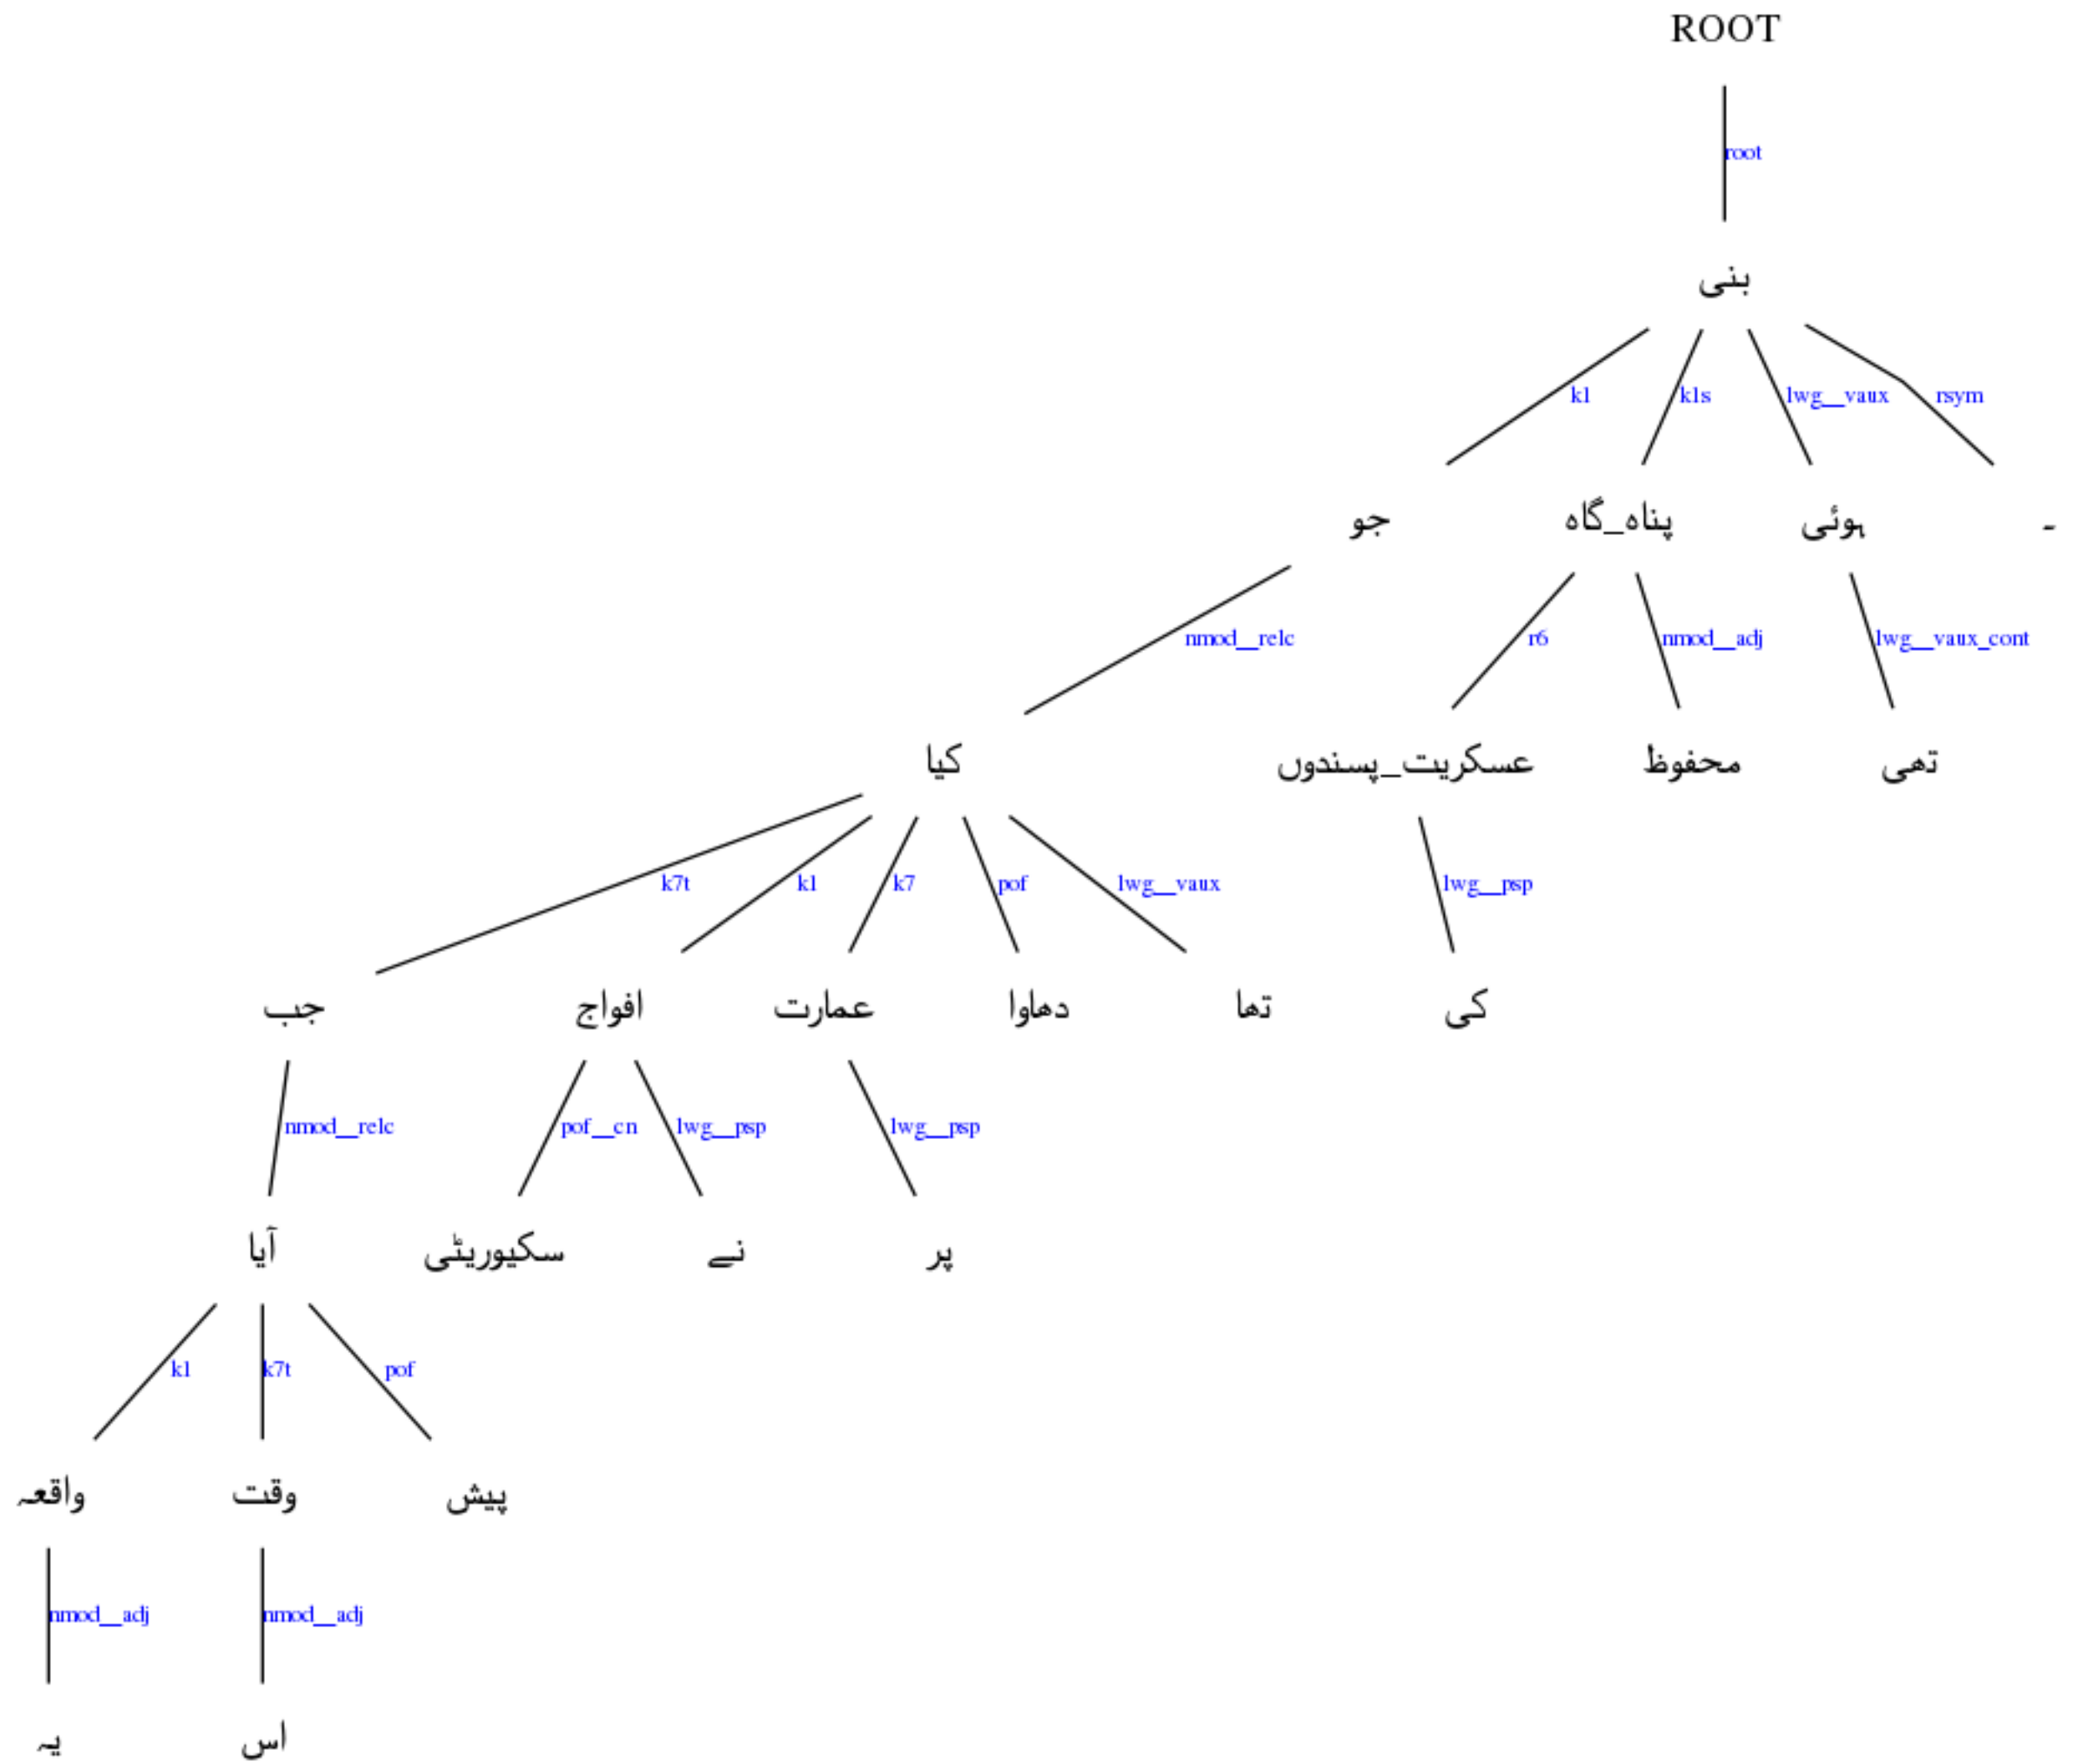 ROOT
root
بنی
k1 k1s lwg__vaux rsym
جو پناہ_گاہ ہوئی ۔
nmod__relc r6 nmod__adj lwg__vaux_cont
کیا عسکریت_پسندوں محفوظ تھی
k7t k1 k7 pof lwg__vaux lwg__psp
جب افواج عمارت دھاوا تھا کی
nmod__relc pof__cn lwg__psp lwg__psp
آیا سکیوریٹی نے پر
k1 k7t pof
واقعہ وقت پیش
nmod__adj nmod__adj
یہ اس